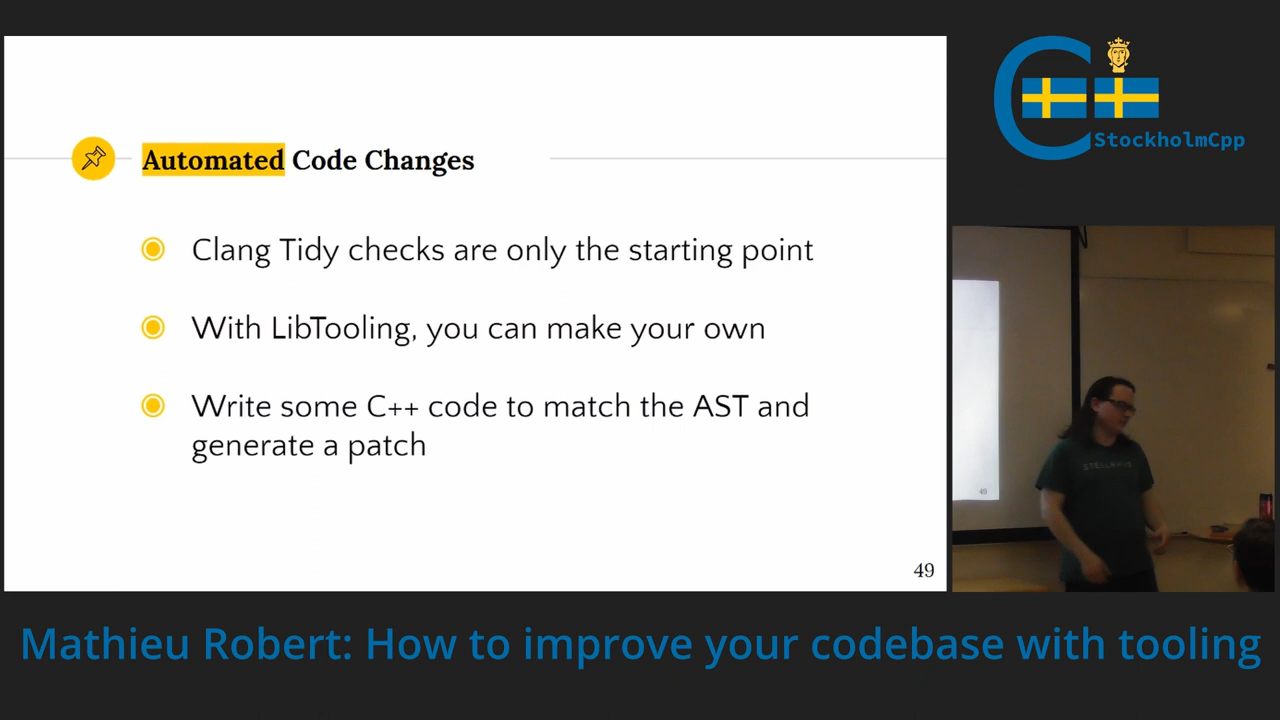 StockholmCpp
Automated Code Changes
Clang Tidy checks are only the starting point
With LibTooling, you can make your own
Write some C++ code to match the AST and
generate a patch
49
49
Mathieu Robert: How to improve your codebase with tooling